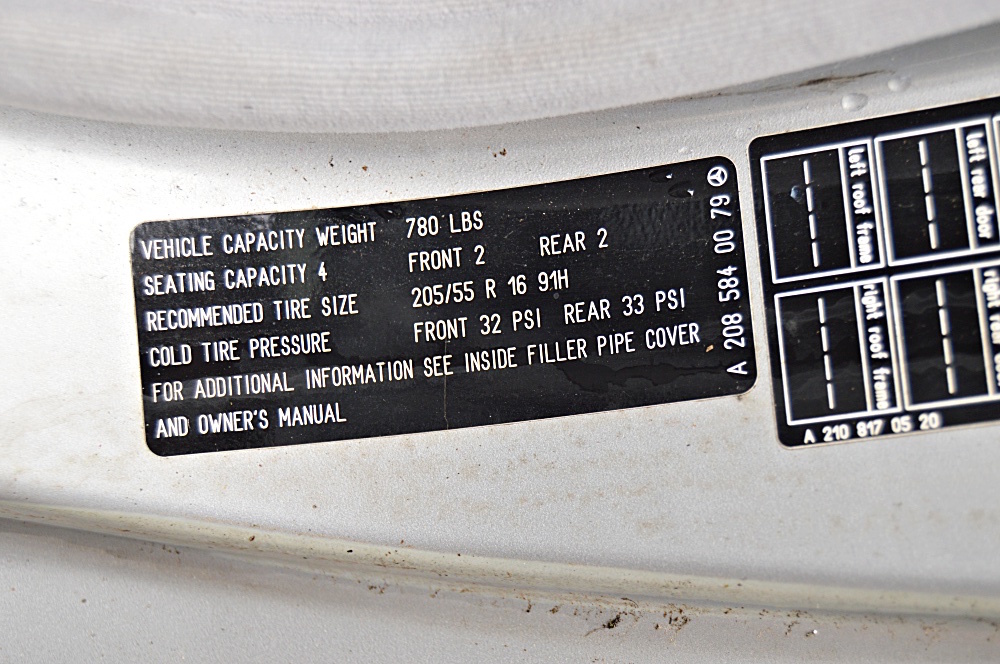 VEHICLE CAPACITY WEIGHT 780 LBS
SEATING CAPACITY 4 FRONT 2 REAR 2
RECOMMENDED TIRE SIZE 205/55 R 16 91H
COLD TIRE PRESSURE FRONT 32 PSI REAR 33 PSI
FOR ADDITIONAL INFORMATION SEE INSIDE FILLER PIPE COVER
AND OWNER'S MANUAL
A 208 584 00 79
left roof frame
left rear door
right roof frame
right rear
A 210 817 05 20